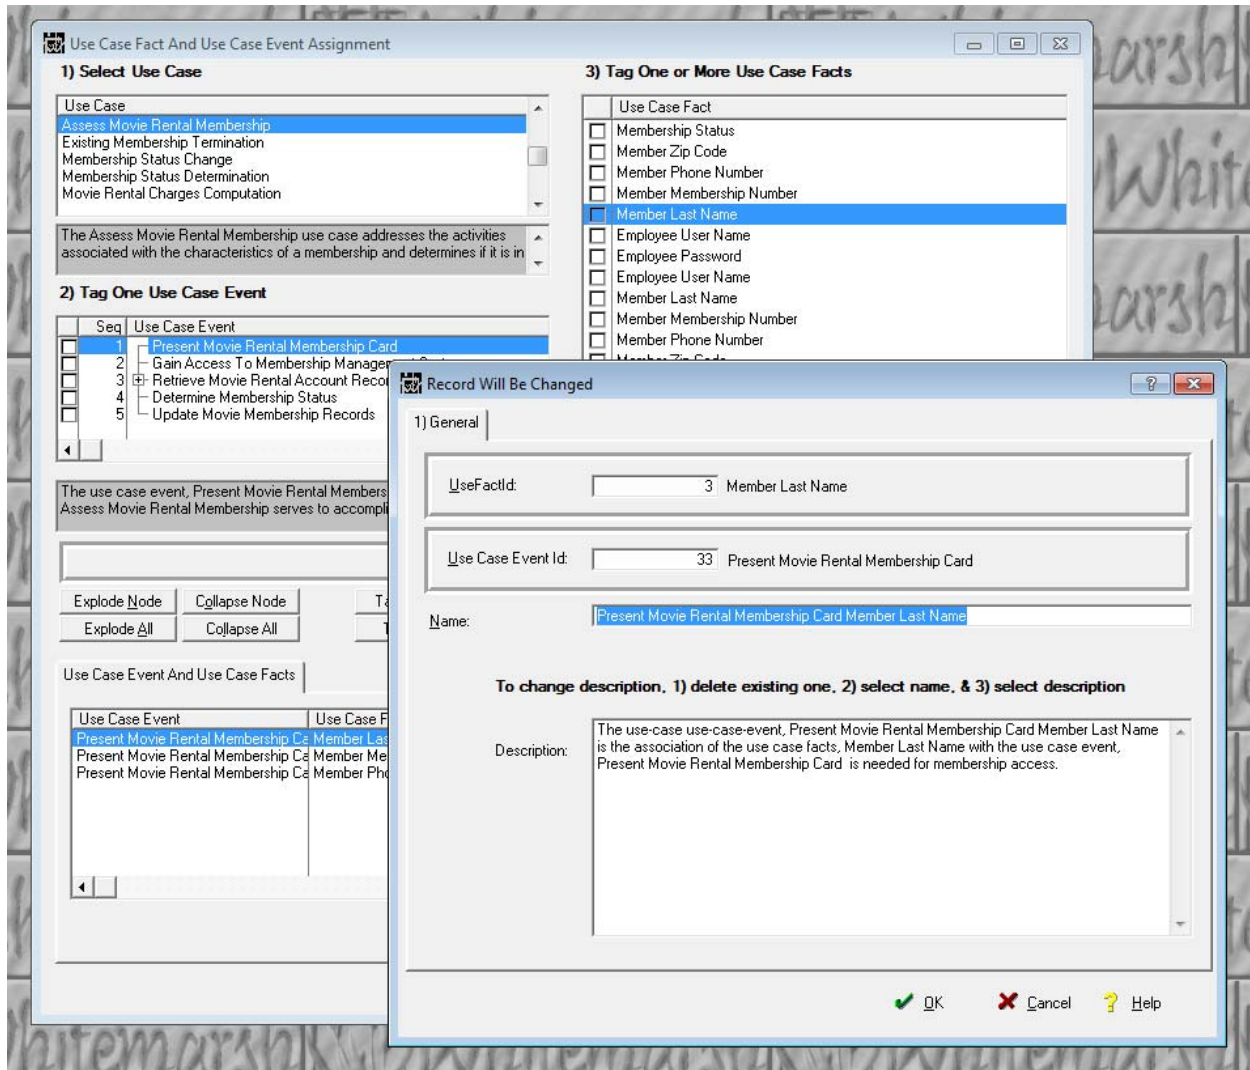 Use Case Fact And Use Case Event Assignment
1) Select Use Case
Use Case
Assess Movie Rental Membership
Existing Membership Termination
Membership Status Change
Membership Status Determination
Movie Rental Charges Computation
The Assess Movie Rental Membership use case addresses the activities
associated with the characteristics of a membership and determines if it is in
2) Tag One Use Case Event
Seq Use Case Event
1 Present Movie Rental Membership Card
2 Gain Access To Membership Manager
3 Retrieve Movie Rental Account Recor
4 Determine Membership Status
5 Update Movie Membership Records
The use case event, Present Movie Rental Members
Assess Movie Rental Membership serves to accompli
Explode Node Collapse Node
Explode All Collapse All
Use Case Event And Use Case Facts
Use Case Event Use Case F
Present Movie Rental Membership Ca Member Las
Present Movie Rental Membership Ca Member Me
Present Movie Rental Membership Ca Member Pho
3) Tag One or More Use Case Facts
Use Case Fact
Membership Status
Member Zip Code
Member Phone Number
Member Membership Number
Member Last Name
Employee User Name
Employee Password
Employee User Name
Member Last Name
Member Membership Number
Member Phone Number
Member Zip Code
Record Will Be Changed
1) General
UseFactId: 3 Member Last Name
Use Case Event Id: 33 Present Movie Rental Membership Card
Name: Present Movie Rental Membership Card Member Last Name
To change description, 1) delete existing one, 2) select name, & 3) select description
Description:
The use-case use-case-event, Present Movie Rental Membership Card Member Last Name
is the association of the use case facts, Member Last Name with the use case event,
Present Movie Rental Membership Card is needed for membership access.
OK Cancel Help